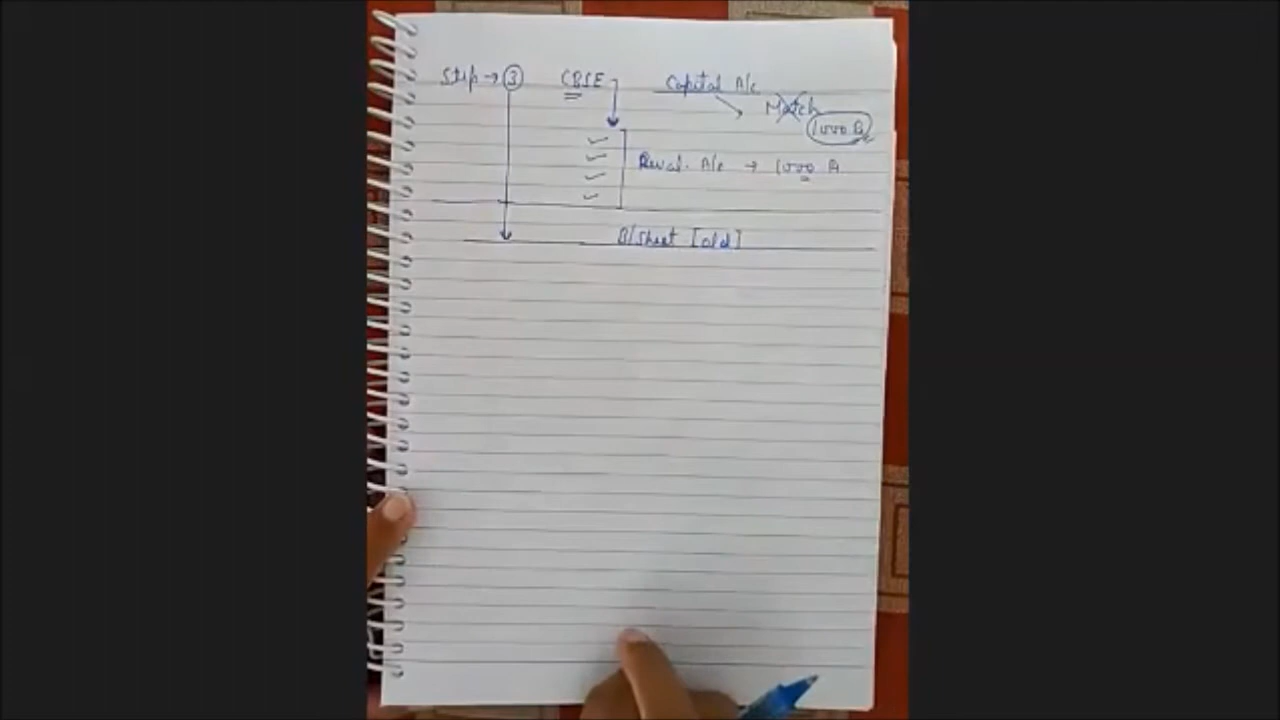 Step → ③ CBSE Capital A/c
Match
1000 B
Reval. A/c → 1000 A
B/Sheet [old]